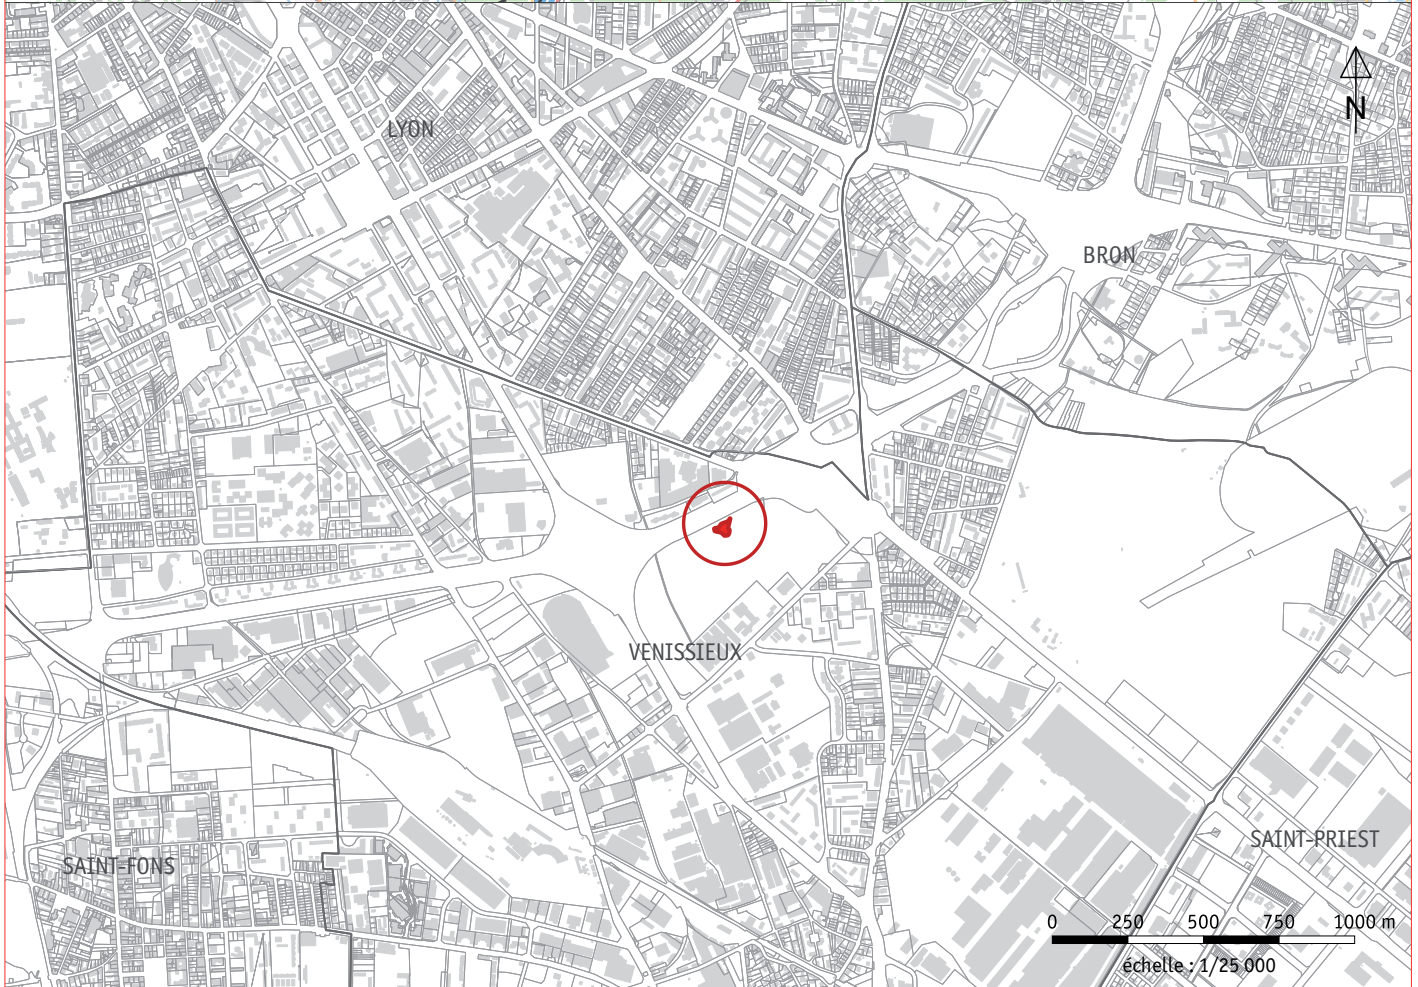 N
LYON
BRON
VENISSIEUX
SAINT-PRIEST
SAINT-FONS
0 250 500 750 1000 m
échelle : 1/25 000